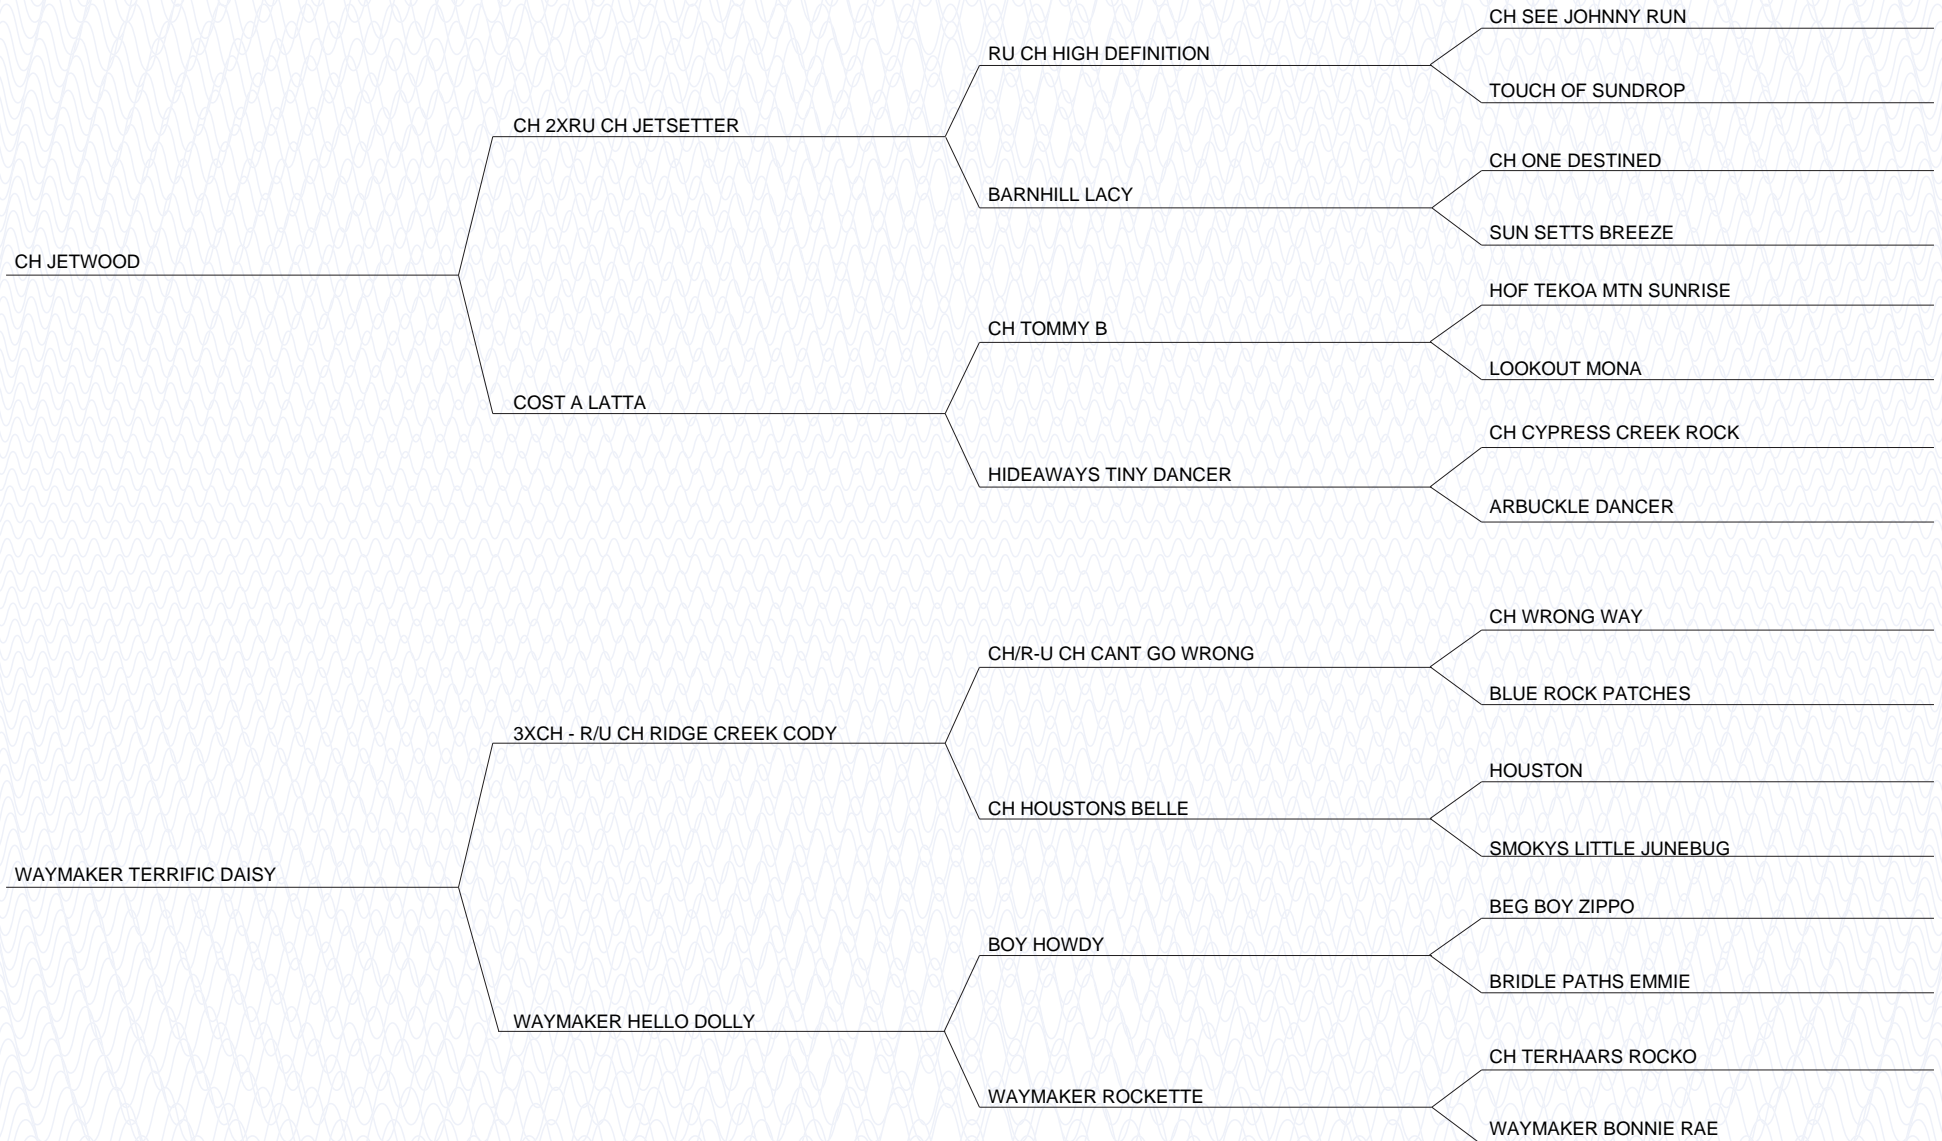 CH SEE JOHNNY RUN
RU CH HIGH DEFINITION
TOUCH OF SUNDROP
CH 2XRU CH JETSETTER
CH ONE DESTINED
BARNHILL LACY
SUN SETTS BREEZE
CH JETWOOD
HOF TEKOA MTN SUNRISE
CH TOMMY B
LOOKOUT MONA
COST A LATTA
CH CYPRESS CREEK ROCK
HIDEAWAYS TINY DANCER
ARBUCKLE DANCER
CH WRONG WAY
CH/R-U CH CANT GO WRONG
BLUE ROCK PATCHES
3XCH - R/U CH RIDGE CREEK CODY
HOUSTON
CH HOUSTONS BELLE
SMOKYS LITTLE JUNEBUG
WAYMAKER TERRIFIC DAISY
BEG BOY ZIPPO
BOY HOWDY
BRIDLE PATHS EMMIE
WAYMAKER HELLO DOLLY
CH TERHAARS ROCKO
WAYMAKER ROCKETTE
WAYMAKER BONNIE RAE